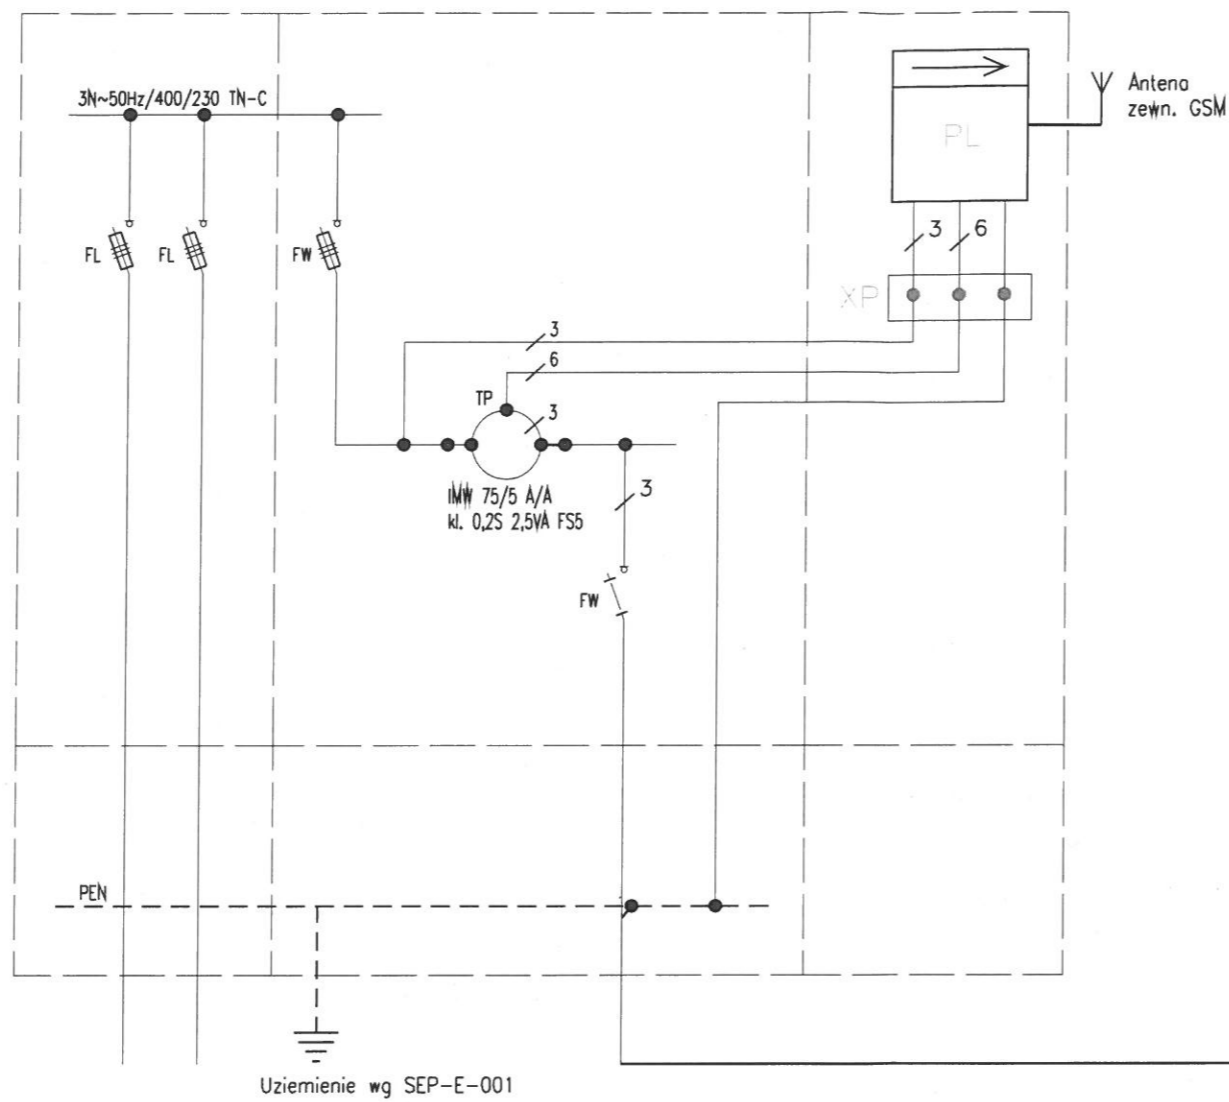 3N~50Hz/400/230 TN-C
Antena
zewn. GSM
PL
FL
FL
FW
3
6
XP
3
6
TP
3
IMW 75/5 A/A
kl. 0,2S 2,5VA FS5
3
FW
PEN
Uziemienie wg SEP-E-001